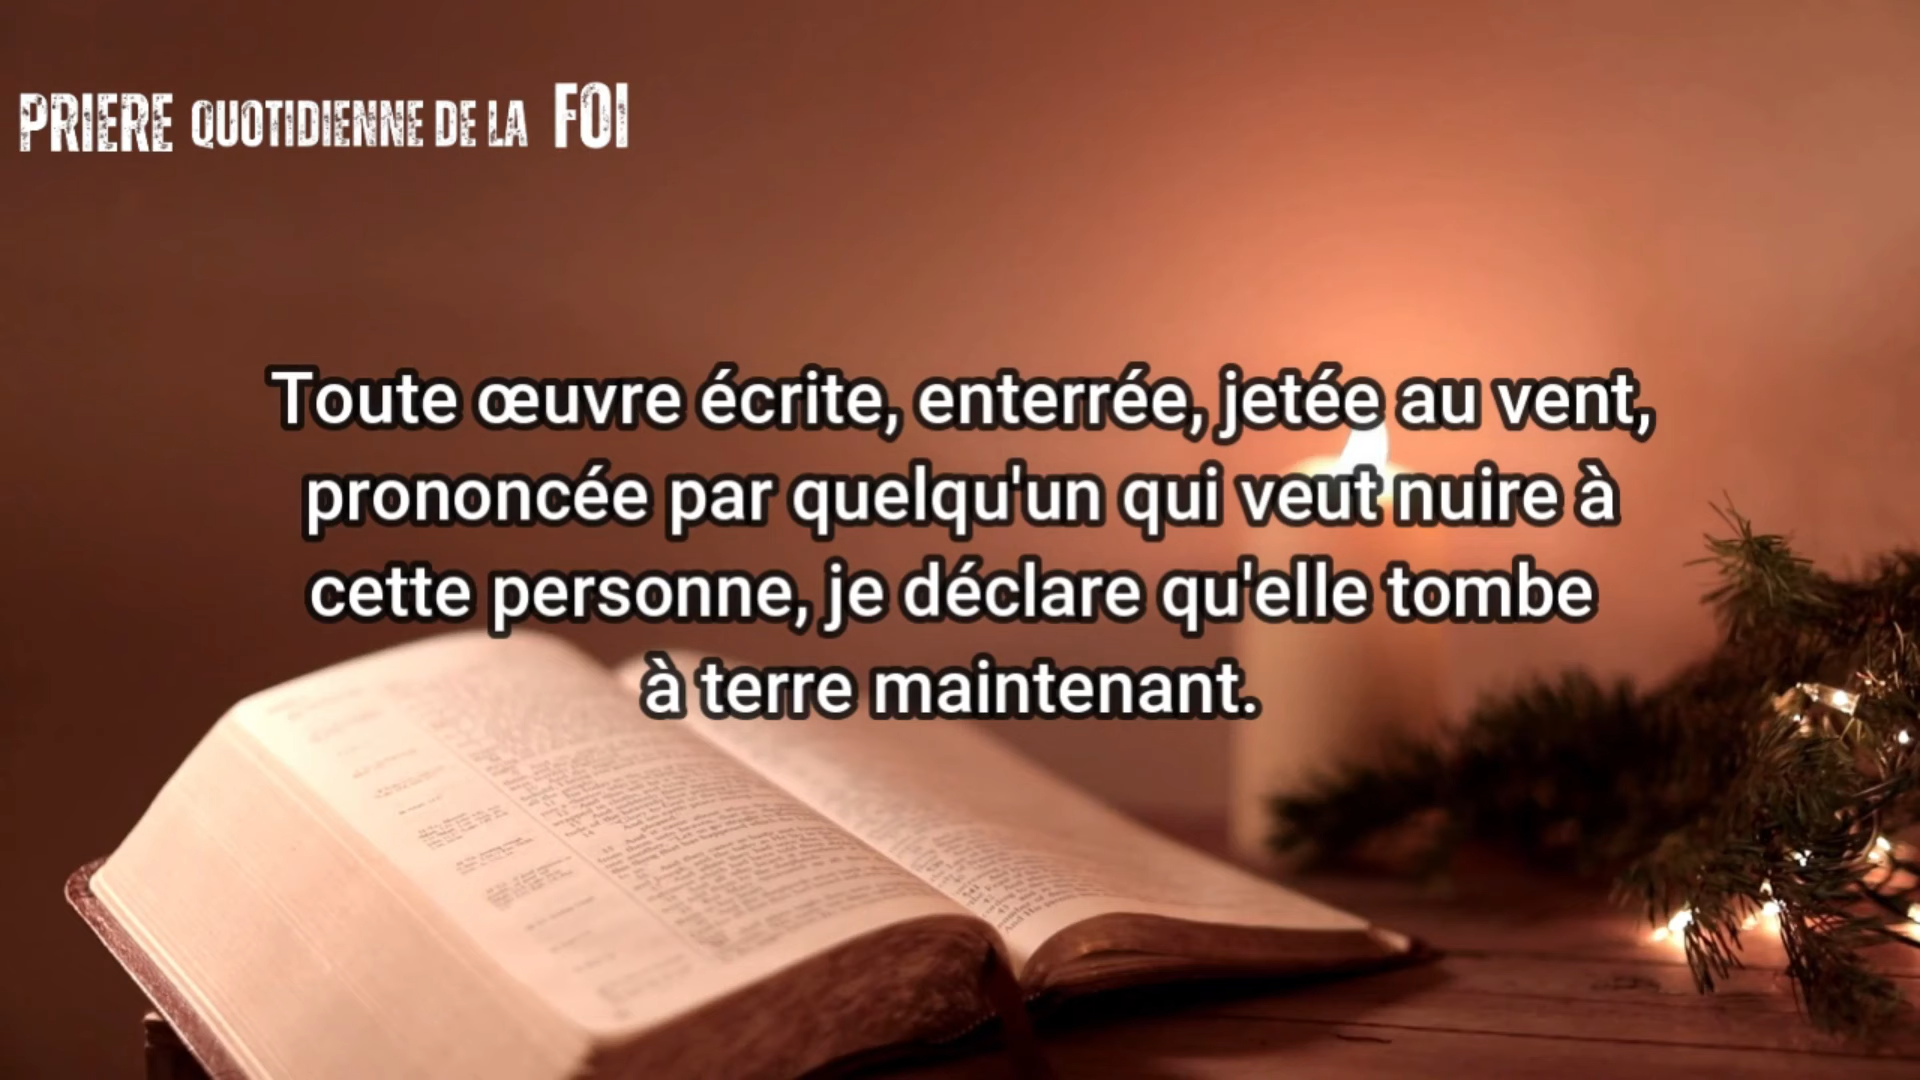 PRIERE QUOTIDIENNE DE LA FOI
Toute œuvre écrite, enterrée, jetée au vent,
prononcée par quelqu'un qui veut nuire à
cette personne, je déclare qu'elle tombe
à terre maintenant.